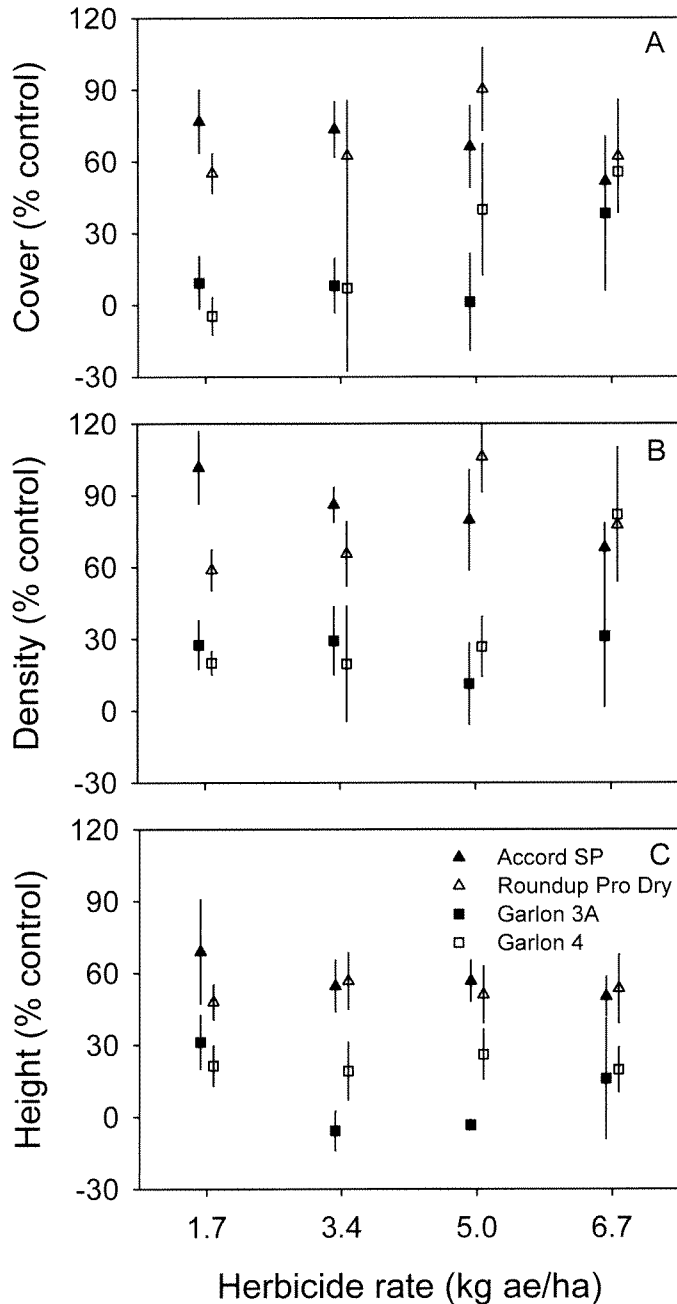 120
A
90
60
30
0
-30
Cover (% control)
120
B
90
60
30
0
-30
Density (% control)
120
C
90
60
30
0
-30
Height (% control)
Accord SP
Roundup Pro Dry
Garlon 3A
Garlon 4
1.7 3.4 5.0 6.7
Herbicide rate (kg ae/ha)